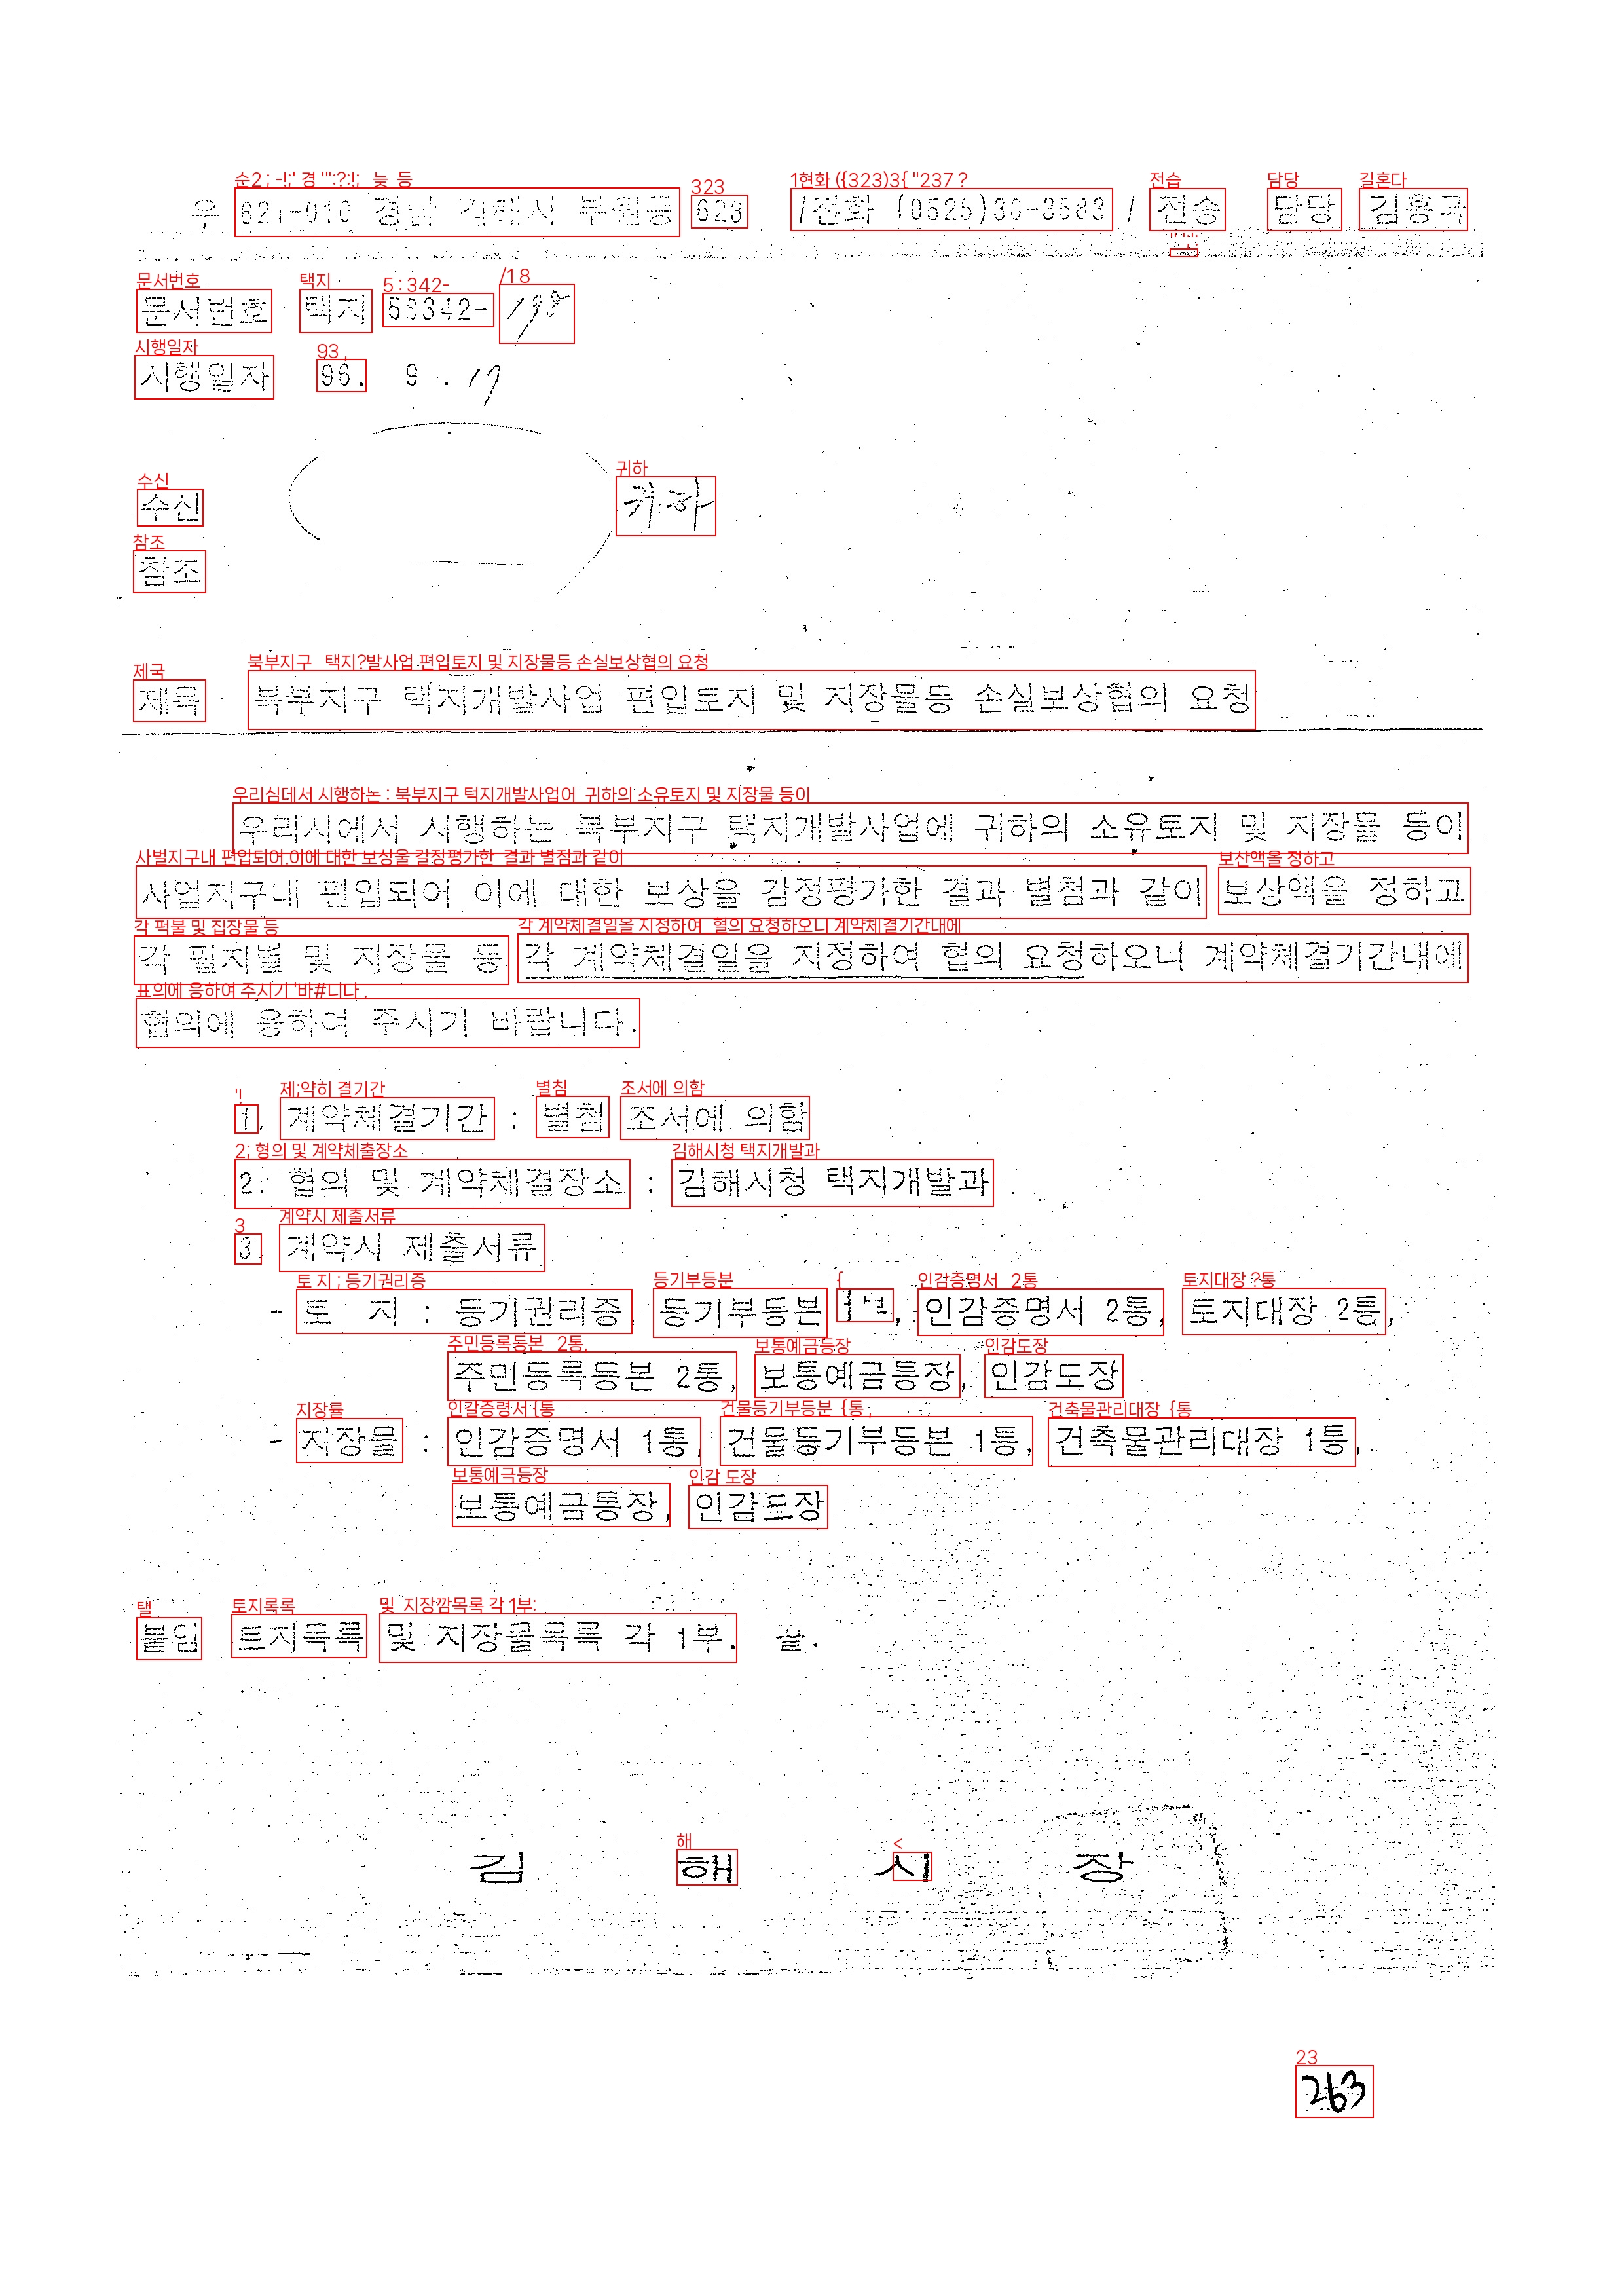 우 621-010 경남 김해시 부원동 623 /전화 (0525)30-3583 / 전송 담당 김홍국
문서번호 택지 58342-198
시행일자 96. 9 . 17
수신 귀하
참조
제목 북부지구 택지개발사업 편입토지 및 지장물등 손실보상협의 요청
우리시에서 시행하는 북부지구 택지개발사업에 귀하의 소유토지 및 지장물 등이
사업지구내 편입되어 이에 대한 보상을 감정평가한 결과 별첨과 같이 보상액을 정하고
각 필지별 및 지장물 등 각 계약체결일을 지정하여 협의 요청하오니 계약체결기간내에
협의에 응하여 주시기 바랍니다.
1. 계약체결기간 : 별첨 조서에 의함
2. 협의 및 계약체결장소 : 김해시청 택지개발과
3. 계약시 제출서류
- 토 지 : 등기권리증, 등기부등본 1부, 인감증명서 2통, 토지대장 2통,
주민등록등본 2통, 보통예금통장, 인감도장
- 지장물 : 인감증명서 1통, 건물등기부등본 1통, 건축물관리대장 1통,
보통예금통장, 인감도장
붙임 토지목록 및 지장물목록 각 1부. 끝.
김 해 시 장
263